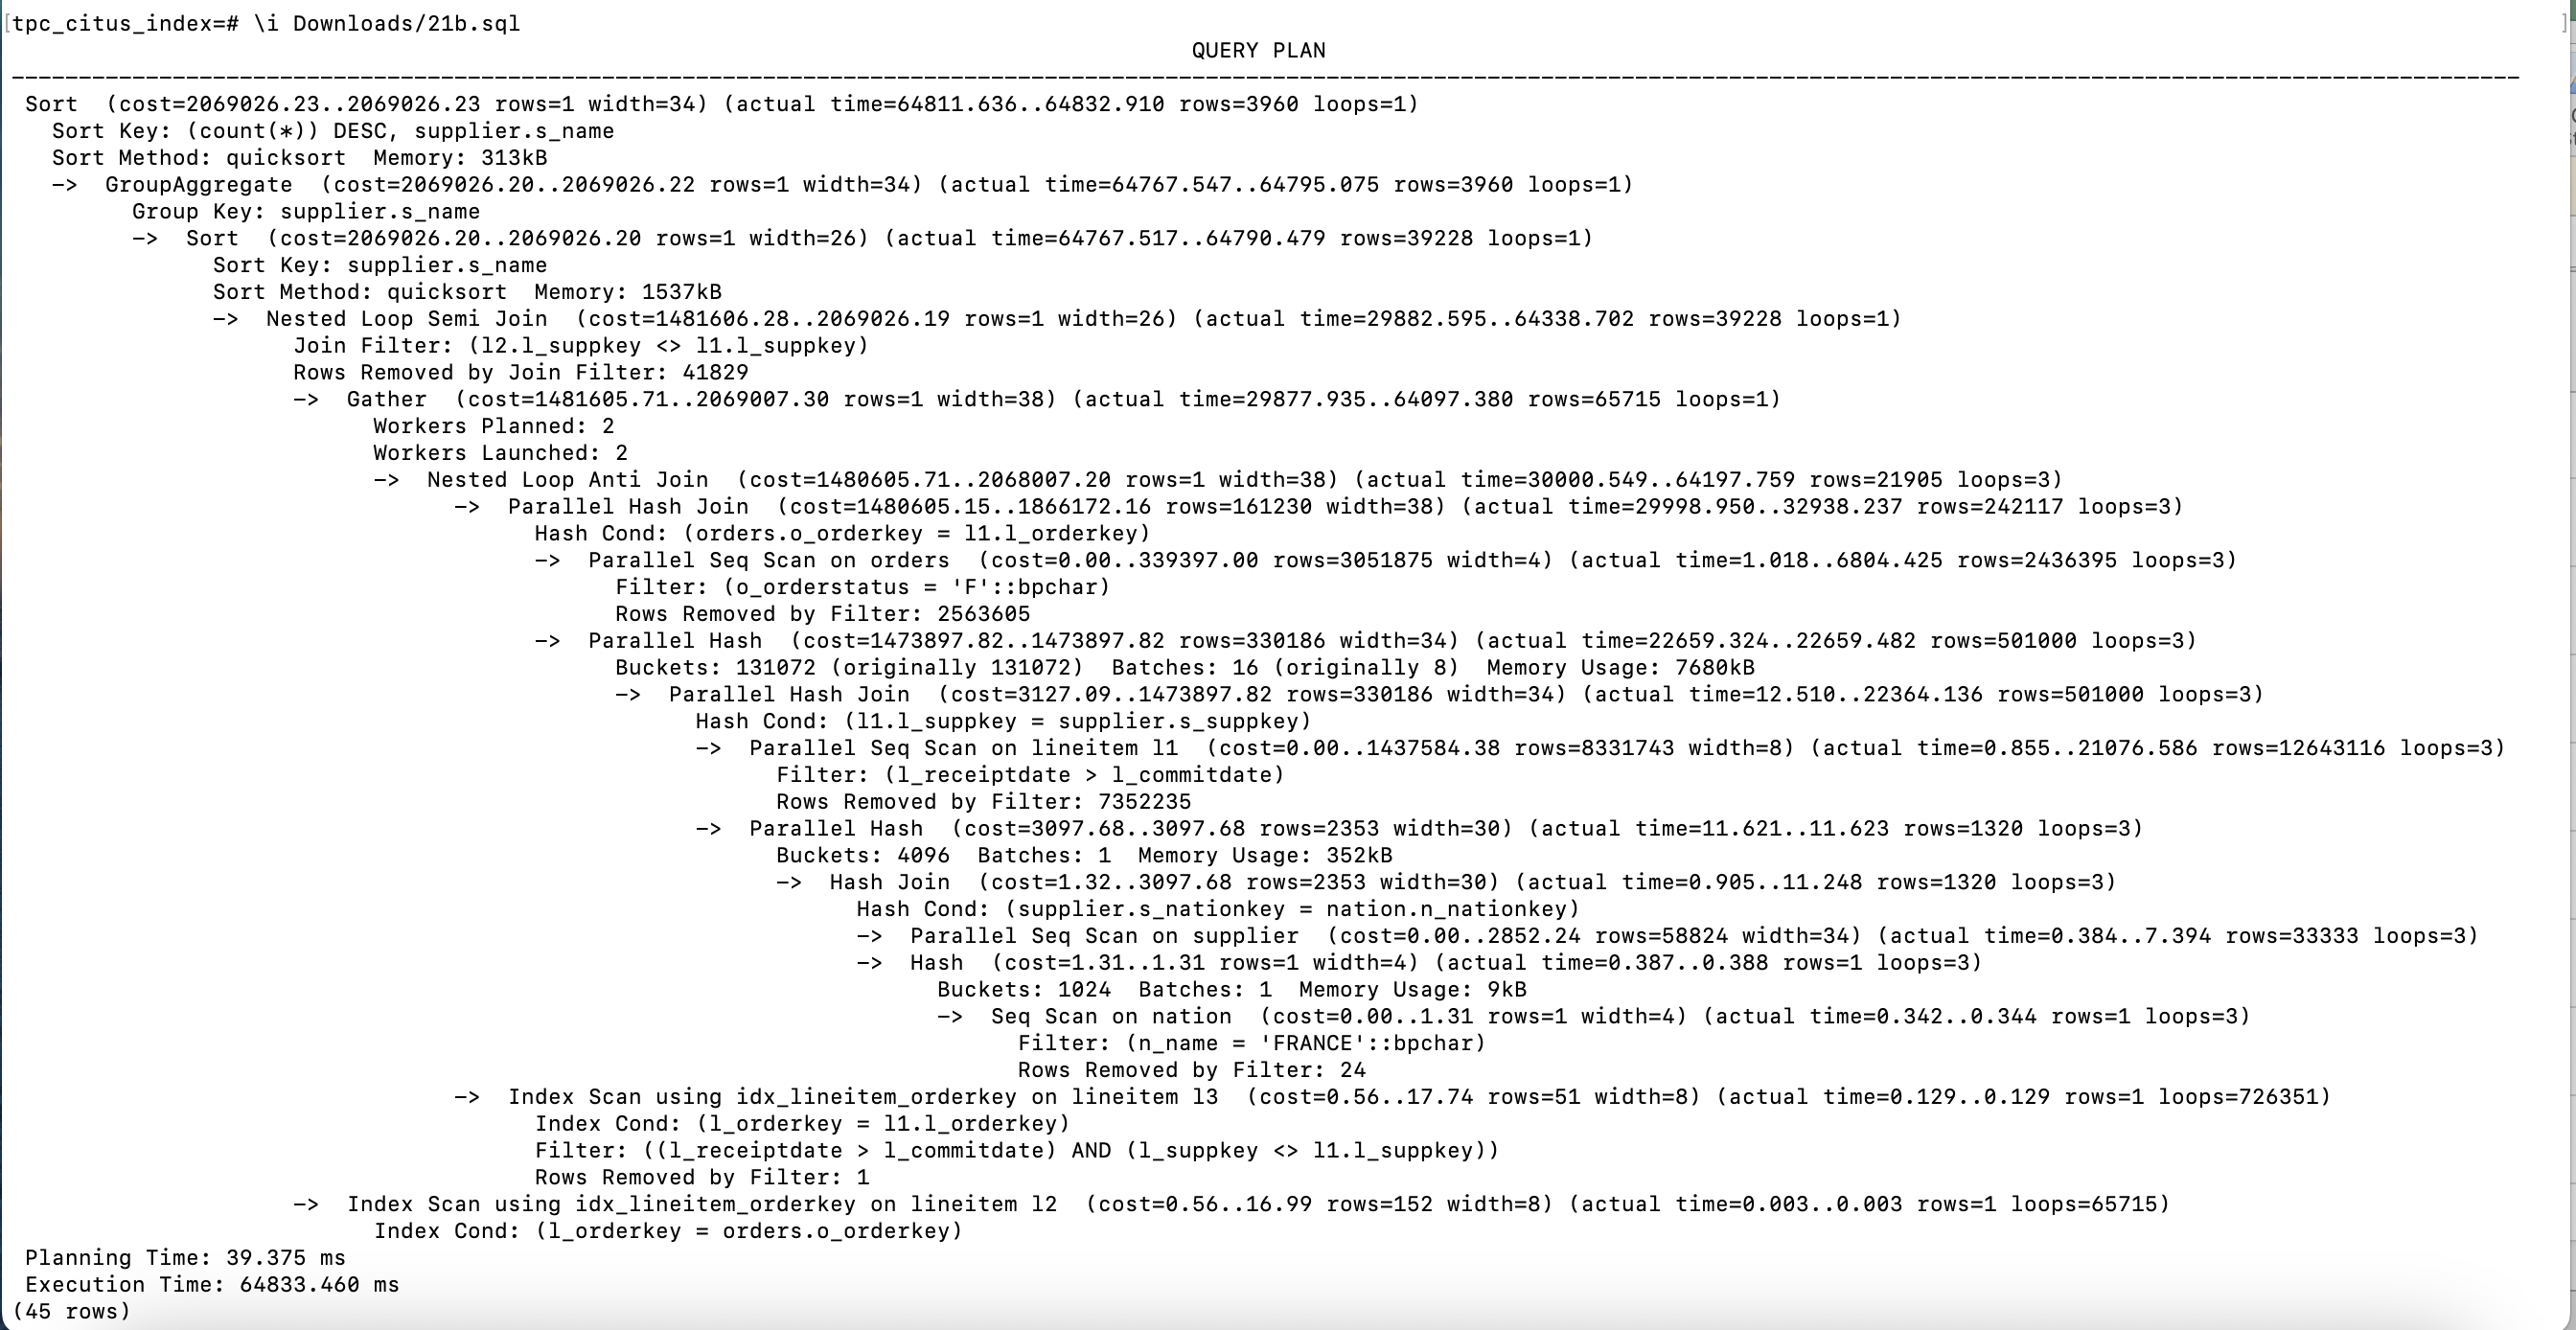 tpc_citus_index=# \i Downloads/21b.sql
QUERY PLAN
Sort  (cost=2069026.23..2069026.23 rows=1 width=34) (actual time=64811.636..64832.910 rows=3960 loops=1)
Sort Key: (count(*)) DESC, supplier.s_name
Sort Method: quicksort  Memory: 313kB
->  GroupAggregate  (cost=2069026.20..2069026.22 rows=1 width=34) (actual time=64767.547..64795.075 rows=3960 loops=1)
Group Key: supplier.s_name
->  Sort  (cost=2069026.20..2069026.20 rows=1 width=26) (actual time=64767.517..64790.479 rows=39228 loops=1)
Sort Key: supplier.s_name
Sort Method: quicksort  Memory: 1537kB
->  Nested Loop Semi Join  (cost=1481606.28..2069026.19 rows=1 width=26) (actual time=29882.595..64338.702 rows=39228 loops=1)
Join Filter: (l2.l_suppkey <> l1.l_suppkey)
Rows Removed by Join Filter: 41829
->  Gather  (cost=1481605.71..2069007.30 rows=1 width=38) (actual time=29877.935..64097.380 rows=65715 loops=1)
Workers Planned: 2
Workers Launched: 2
->  Nested Loop Anti Join  (cost=1480605.71..2068007.20 rows=1 width=38) (actual time=30000.549..64197.759 rows=21905 loops=3)
->  Parallel Hash Join  (cost=1480605.15..1866172.16 rows=161230 width=38) (actual time=29998.950..32938.237 rows=242117 loops=3)
Hash Cond: (orders.o_orderkey = l1.l_orderkey)
->  Parallel Seq Scan on orders  (cost=0.00..339397.00 rows=3051875 width=4) (actual time=1.018..6804.425 rows=2436395 loops=3)
Filter: (o_orderstatus = 'F'::bpchar)
Rows Removed by Filter: 2563605
->  Parallel Hash  (cost=1473897.82..1473897.82 rows=330186 width=34) (actual time=22659.324..22659.482 rows=501000 loops=3)
Buckets: 131072 (originally 131072)  Batches: 16 (originally 8)  Memory Usage: 7680kB
->  Parallel Hash Join  (cost=3127.09..1473897.82 rows=330186 width=34) (actual time=12.510..22364.136 rows=501000 loops=3)
Hash Cond: (l1.l_suppkey = supplier.s_suppkey)
->  Parallel Seq Scan on lineitem l1  (cost=0.00..1437584.38 rows=8331743 width=8) (actual time=0.855..21076.586 rows=12643116 loops=3)
Filter: (l_receiptdate > l_commitdate)
Rows Removed by Filter: 7352235
->  Parallel Hash  (cost=3097.68..3097.68 rows=2353 width=30) (actual time=11.621..11.623 rows=1320 loops=3)
Buckets: 4096  Batches: 1  Memory Usage: 352kB
->  Hash Join  (cost=1.32..3097.68 rows=2353 width=30) (actual time=0.905..11.248 rows=1320 loops=3)
Hash Cond: (supplier.s_nationkey = nation.n_nationkey)
->  Parallel Seq Scan on supplier  (cost=0.00..2852.24 rows=58824 width=34) (actual time=0.384..7.394 rows=33333 loops=3)
->  Hash  (cost=1.31..1.31 rows=1 width=4) (actual time=0.387..0.388 rows=1 loops=3)
Buckets: 1024  Batches: 1  Memory Usage: 9kB
->  Seq Scan on nation  (cost=0.00..1.31 rows=1 width=4) (actual time=0.342..0.344 rows=1 loops=3)
Filter: (n_name = 'FRANCE'::bpchar)
Rows Removed by Filter: 24
->  Index Scan using idx_lineitem_orderkey on lineitem l3  (cost=0.56..17.74 rows=51 width=8) (actual time=0.129..0.129 rows=1 loops=726351)
Index Cond: (l_orderkey = l1.l_orderkey)
Filter: ((l_receiptdate > l_commitdate) AND (l_suppkey <> l1.l_suppkey))
Rows Removed by Filter: 1
->  Index Scan using idx_lineitem_orderkey on lineitem l2  (cost=0.56..16.99 rows=152 width=8) (actual time=0.003..0.003 rows=1 loops=65715)
Index Cond: (l_orderkey = orders.o_orderkey)
Planning Time: 39.375 ms
Execution Time: 64833.460 ms
(45 rows)